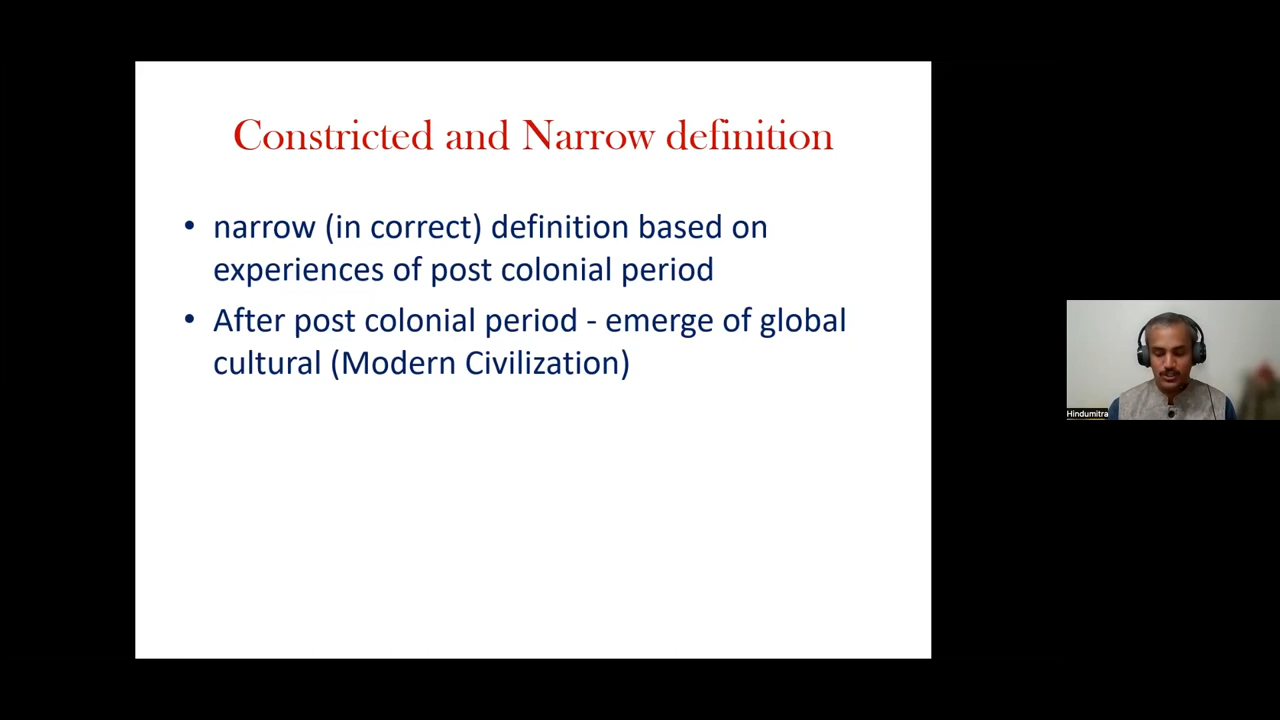 Constricted and Narrow definition
• narrow (in correct) definition based on
experiences of post colonial period
• After post colonial period - emerge of global
cultural (Modern Civilization)
Hindumitra